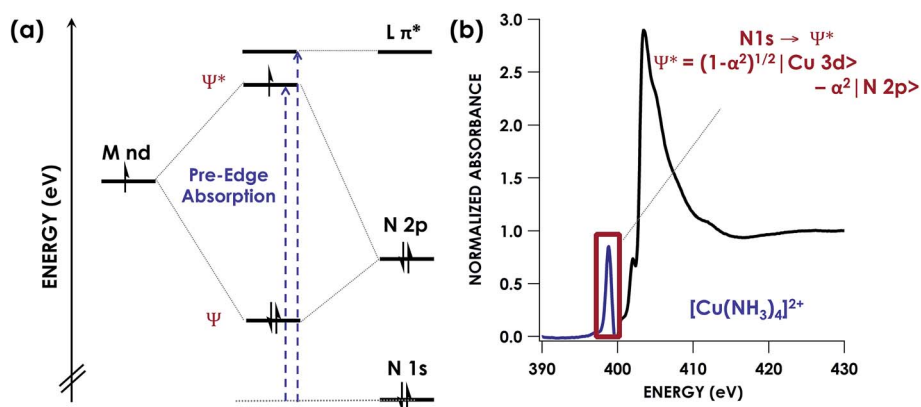 (a)
L π*
Ψ*
M nd
Pre-Edge
Absorption
N 2p
Ψ
N 1s
ENERGY (eV)
(b)
N1s → Ψ*
Ψ* = (1-α²)¹/² | Cu 3d>
– α² | N 2p>
[Cu(NH₃)₄]²⁺
NORMALIZED ABSORBANCE
3.0
2.5
2.0
1.5
1.0
0.5
0.0
390
400
410
420
430
ENERGY (eV)